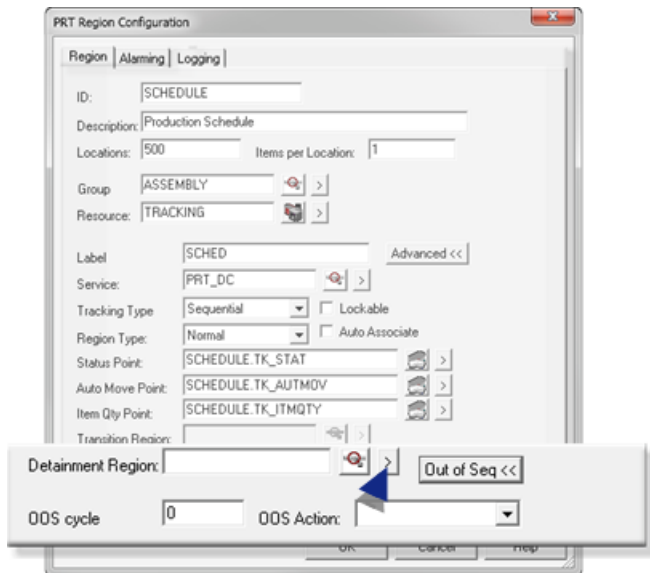 PRT Region Configuration
Region Alarming Logging
ID: SCHEDULE
Description: Production Schedule
Locations: 500 Items per Location: 1
Group ASSEMBLY >
Resource: TRACKING >
Label SCHED Advanced <<
Service: PRT_DC >
Tracking Type Sequential Lockable
Region Type: Normal Auto Associate
Status Point: SCHEDULE.TK_STAT >
Auto Move Point: SCHEDULE.TK_AUTMOV >
Item Qty Point: SCHEDULE.TK_ITMQTY >
Transition Region: >
Detainment Region: > Out of Seq <<
OOS cycle 0 OOS Action:
OK Cancel Help